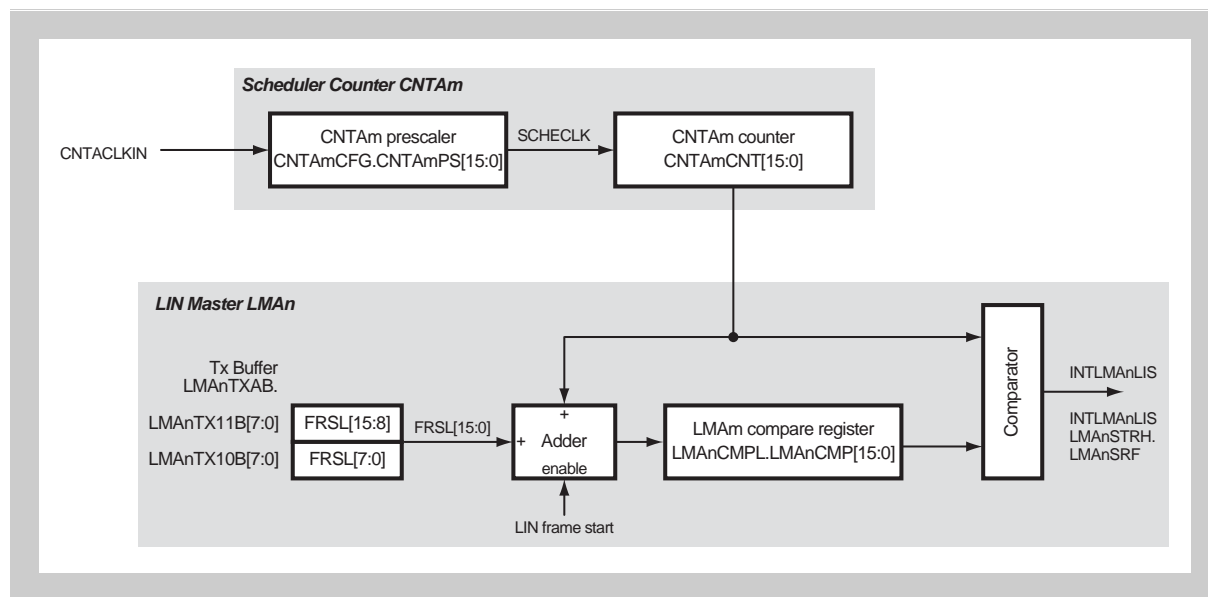 Scheduler Counter CNTAm
CNTACLKIN
CNTAm prescaler
CNTAmCFG.CNTAmPS[15:0]
SCHECLK
CNTAm counter
CNTAmCNT[15:0]
LIN Master LMAn
Tx Buffer
LMAnTXAB.
LMAnTX11B[7:0]
FRSL[15:8]
LMAnTX10B[7:0]
FRSL[7:0]
FRSL[15:0]
+
+
Adder
enable
LIN frame start
LMAm compare register
LMAnCMPL.LMAnCMP[15:0]
Comparator
INTLMAnLIS
INTLMAnLIS
LMAnSTRH.
LMAnSRF